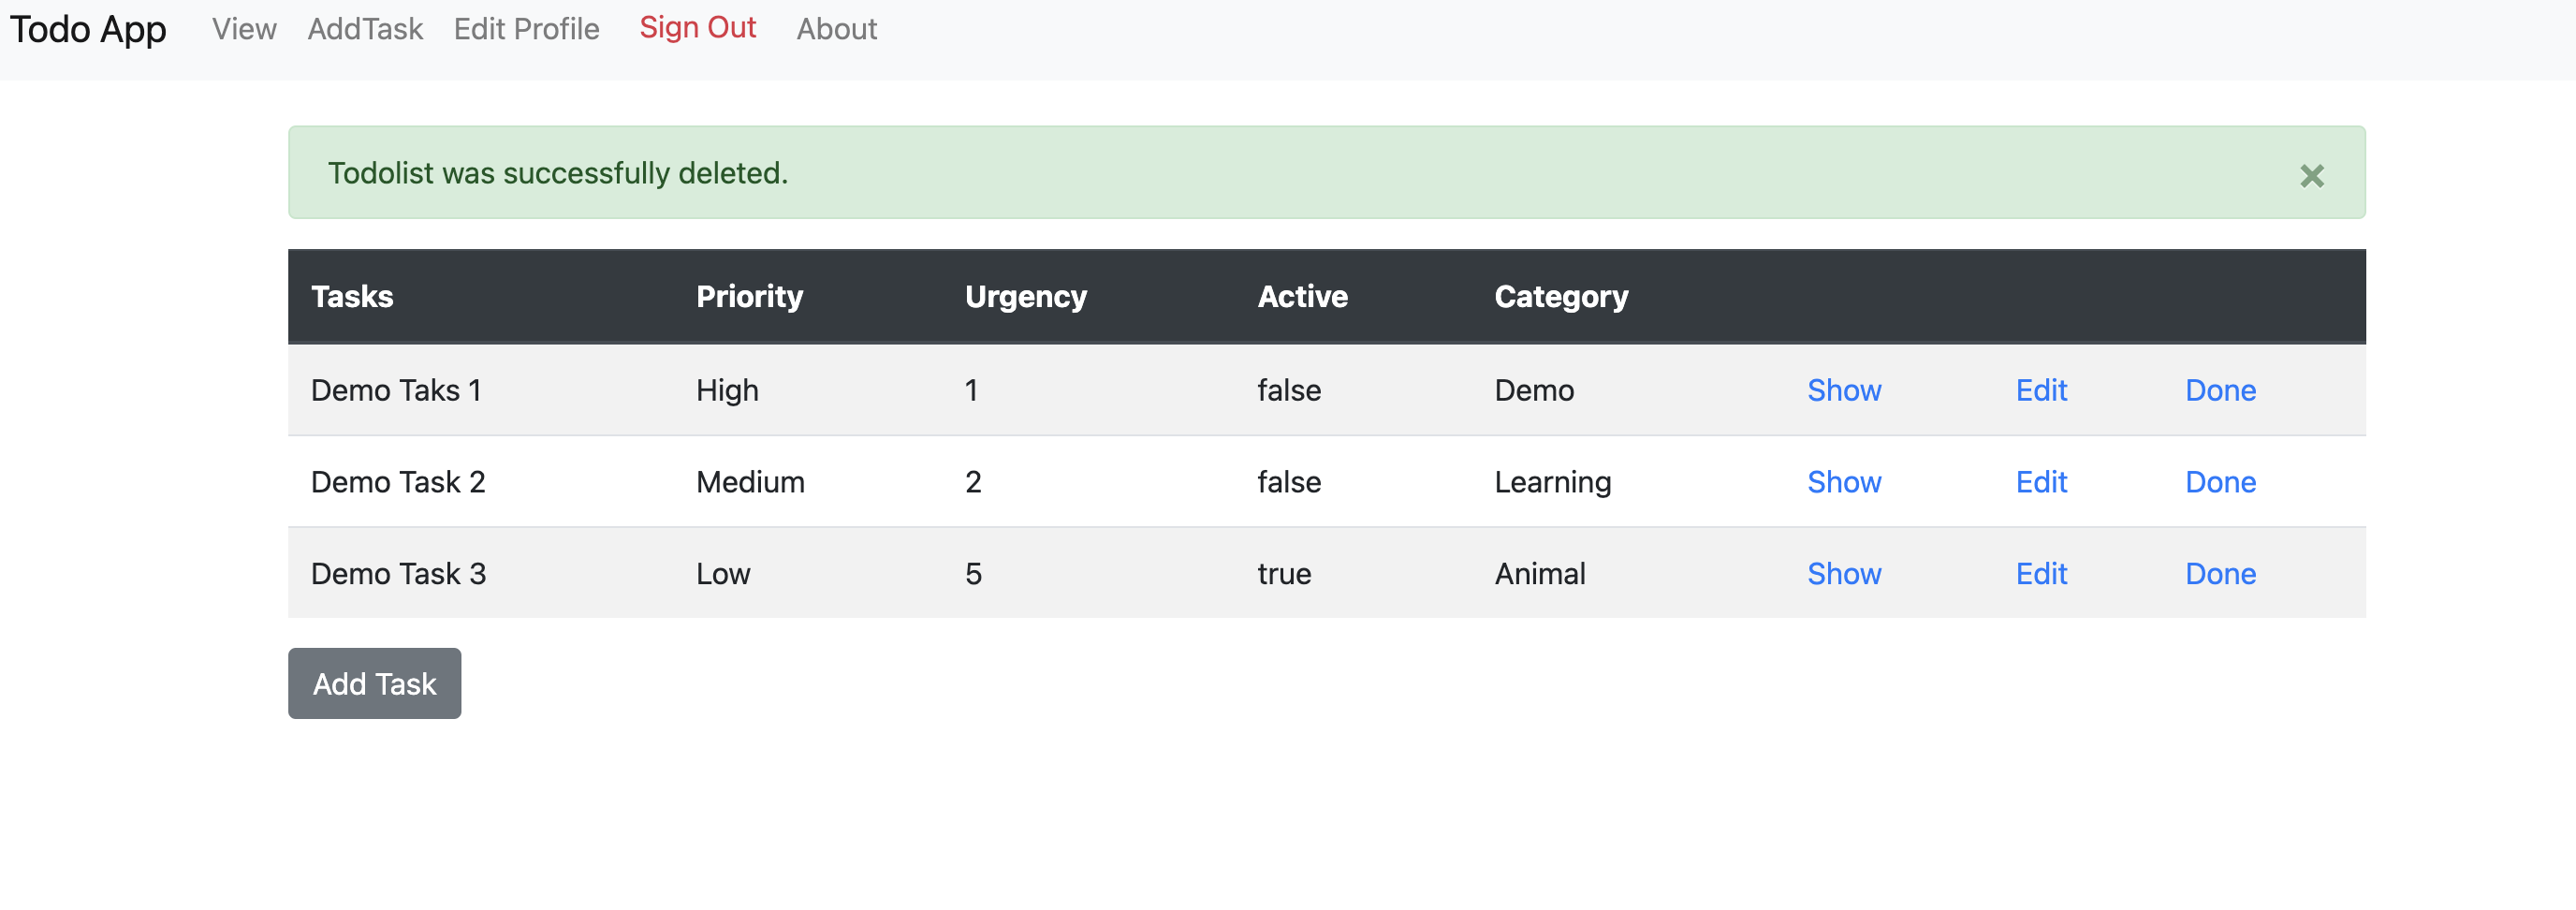 Todo App View AddTask Edit Profile Sign Out About
Todolist was successfully deleted. ×
Tasks Priority Urgency Active Category
Demo Taks 1 High 1 false Demo Show Edit Done
Demo Task 2 Medium 2 false Learning Show Edit Done
Demo Task 3 Low 5 true Animal Show Edit Done
Add Task